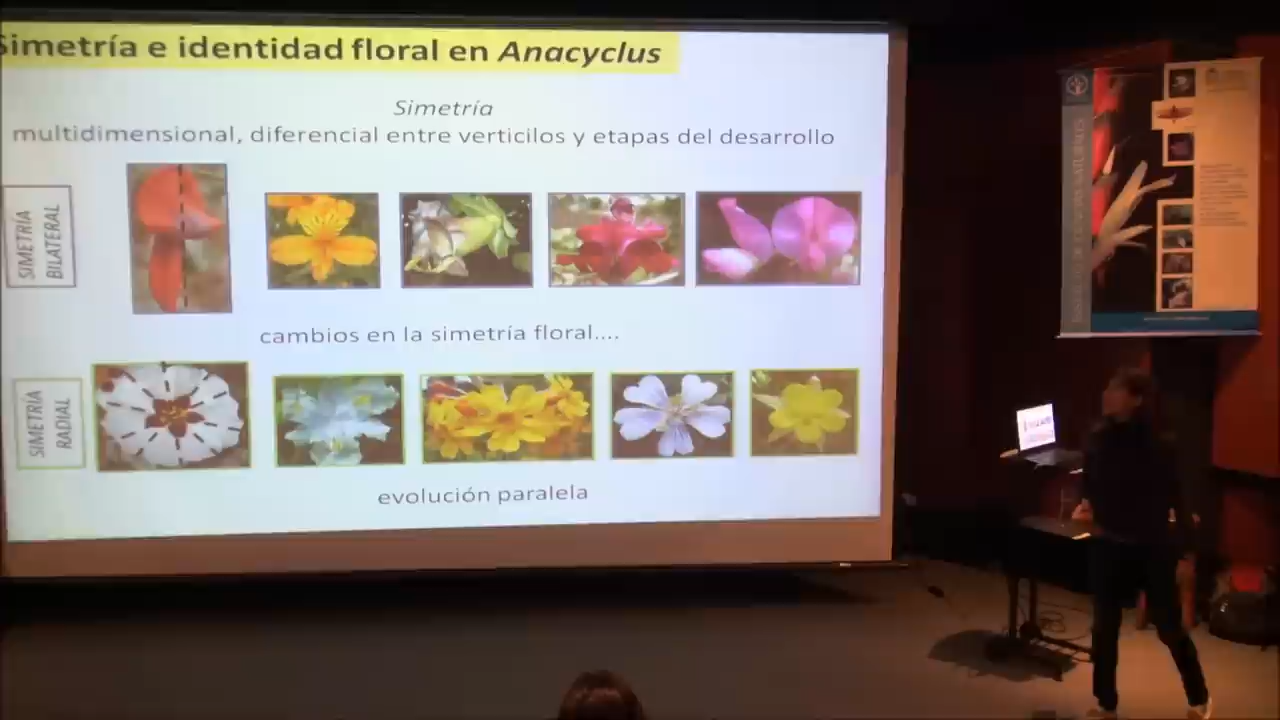 Simetría e identidad floral en Anacyclus
Simetría
multidimensional, diferencial entre verticilos y etapas del desarrollo
SIMETRÍA
BILATERAL
cambios en la simetría floral....
SIMETRÍA
RADIAL
evolución paralela